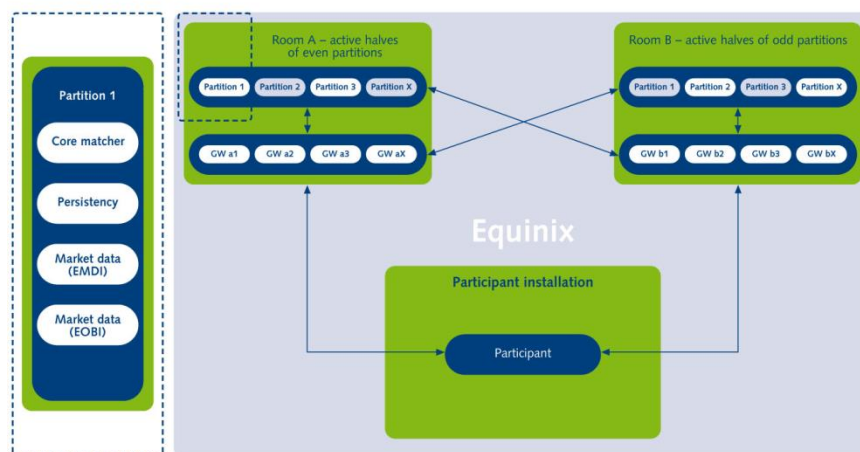 Partition 1
Core matcher
Persistency
Market data
(EMDI)
Market data
(EOBI)
Room A – active halves
of even partitions
Partition 1
Partition 2
Partition 3
Partition X
GW a1
GW a2
GW a3
GW aX
Room B – active halves of odd partitions
Partition 1
Partition 2
Partition 3
Partition X
GW b1
GW b2
GW b3
GW bX
Equinix
Participant installation
Participant